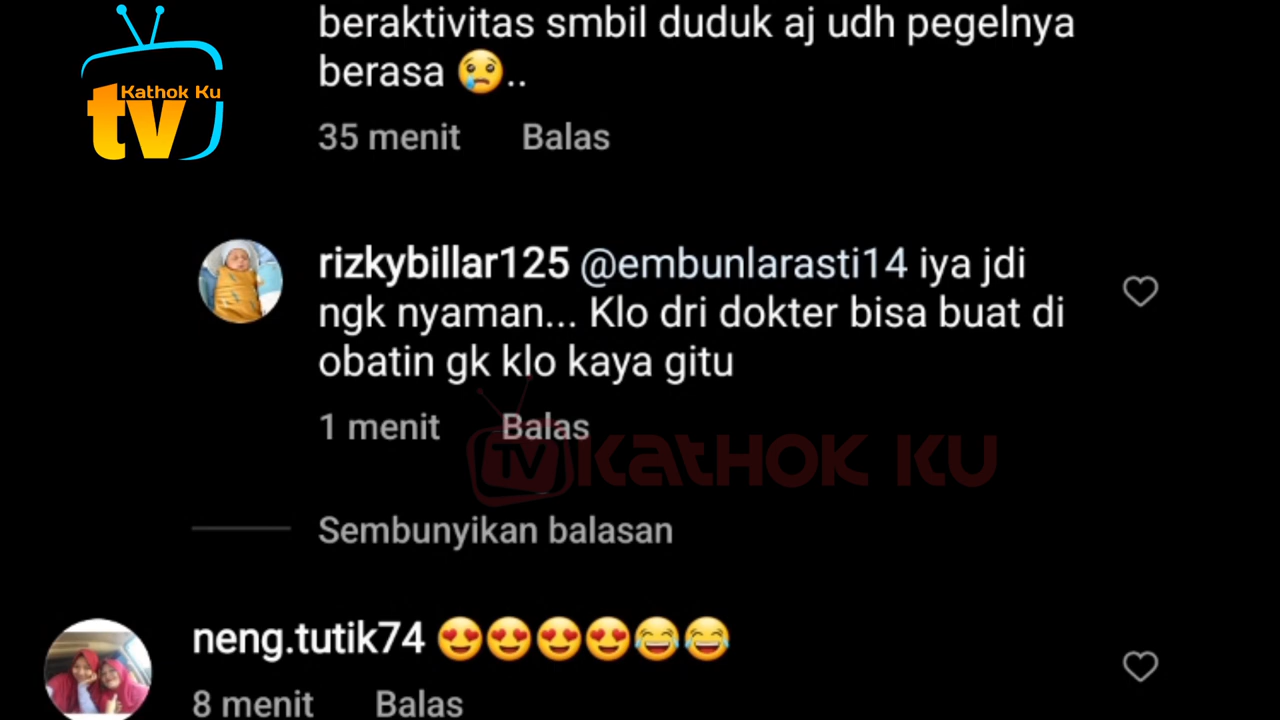 beraktivitas smbil duduk aj udh pegelnya
berasa 😢..
Kathok Ku
tv
35 menit Balas
rizkybillar125 @embunlarasti14 iya jdi
ngk nyaman... Klo dri dokter bisa buat di
obatin gk klo kaya gitu
1 menit Balas
TV KATHOK KU
Sembunyikan balasan
neng.tutik74 😍😍😍😍😂😂
8 menit Balas